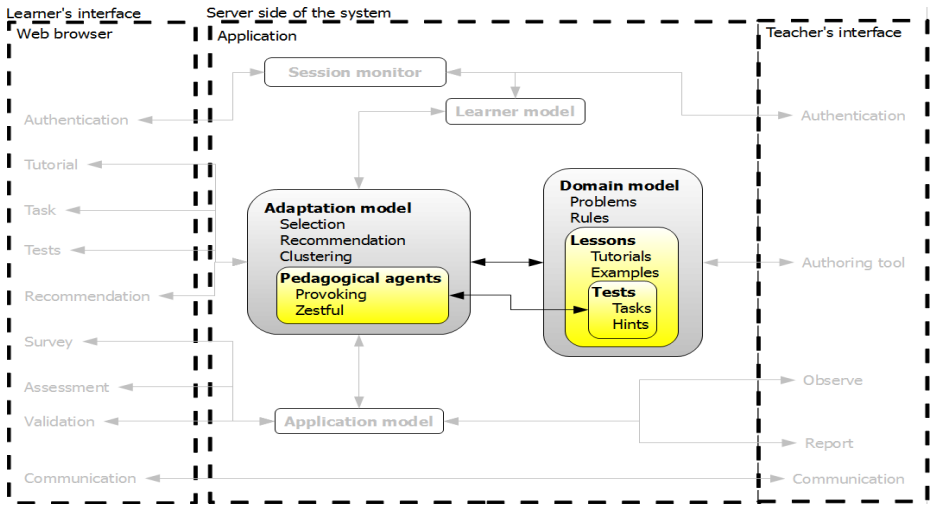 Learner's interface
Server side of the system
Web browser
Application
Teacher's interface
Session monitor
Learner model
Authentication
Authentication
Tutorial
Task
Tests
Recommendation
Adaptation model
Selection
Recommendation
Clustering
Pedagogical agents
Provoking
Zestful
Domain model
Problems
Rules
Lessons
Tutorials
Examples
Tests
Tasks
Hints
Authoring tool
Survey
Assessment
Validation
Application model
Observe
Report
Communication
Communication